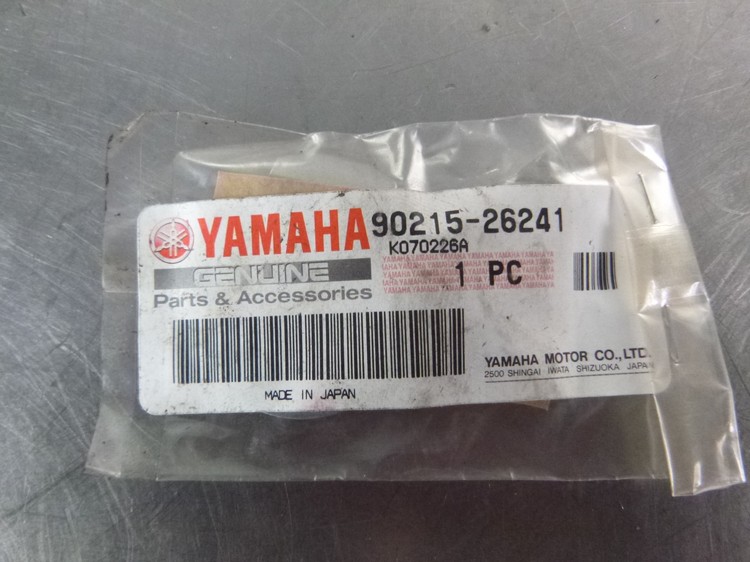 YAMAHA 90215-26241
K070226A
GENUINE
1 PC
Parts & Accessories
YAMAHA MOTOR CO.,LTD.
2500 SHINGAI IWATA SHIZUOKA JAPAN
MADE IN JAPAN